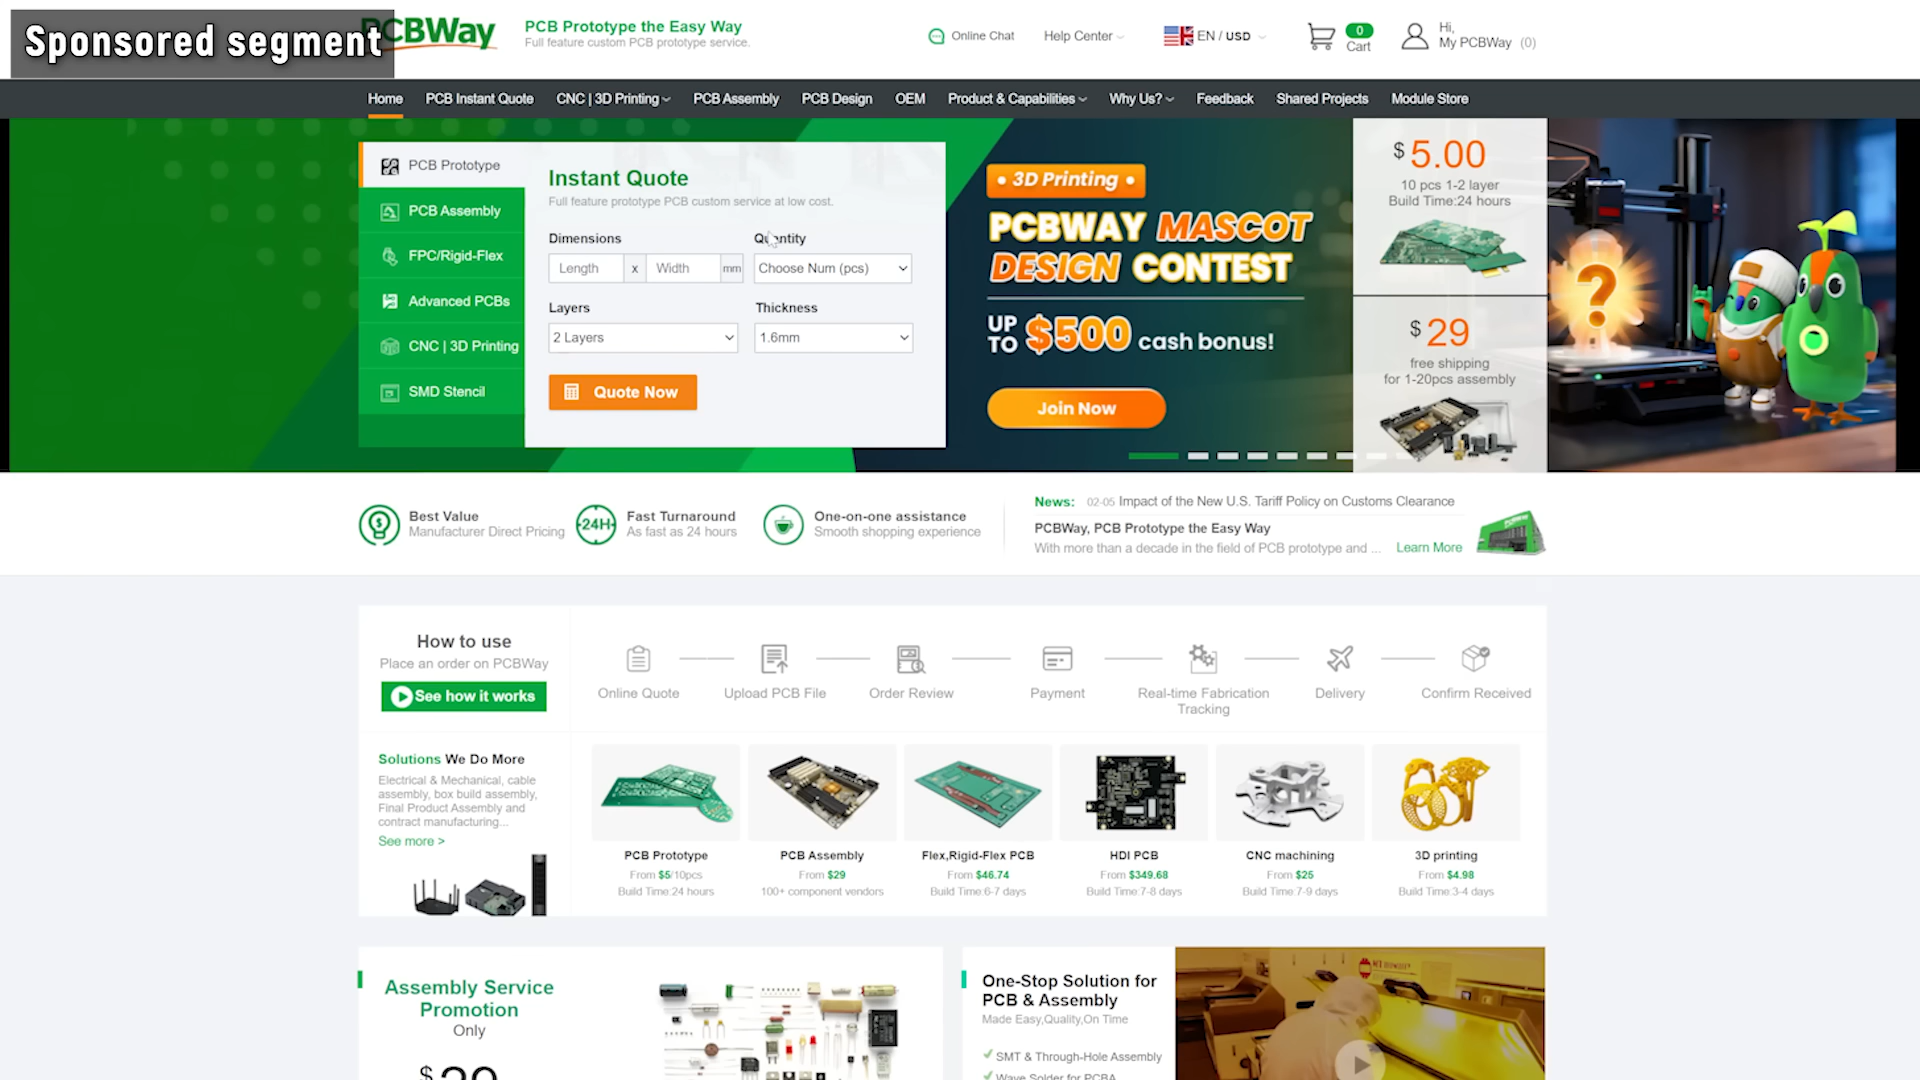 Sponsored segment
PCBWay
PCB Prototype the Easy Way
Full feature custom PCB prototype service.
Online Chat
Help Center
EN / USD
0
Cart
Hi,
My PCBWay (0)
Home
PCB Instant Quote
CNC | 3D Printing
PCB Assembly
PCB Design
OEM
Product & Capabilities
Why Us?
Feedback
Shared Projects
Module Store
PCB Prototype
PCB Assembly
FPC/Rigid-Flex
Advanced PCBs
CNC | 3D Printing
SMD Stencil
Instant Quote
Full feature prototype PCB custom service at low cost.
Dimensions
Quantity
Length x Width mm
Choose Num (pcs)
Layers
Thickness
2 Layers
1.6mm
Quote Now
• 3D Printing •
PCBWAY MASCOT
DESIGN CONTEST
UP TO $500 cash bonus!
Join Now
$ 5.00
10 pcs 1-2 layer
Build Time:24 hours
$ 29
free shipping
for 1-20pcs assembly
?
Best Value
Manufacturer Direct Pricing
24H
Fast Turnaround
As fast as 24 hours
One-on-one assistance
Smooth shopping experience
News: 02-05 Impact of the New U.S. Tariff Policy on Customs Clearance
PCBWay, PCB Prototype the Easy Way
With more than a decade in the field of PCB prototype and ... Learn More
How to use
Place an order on PCBWay
See how it works
Online Quote
Upload PCB File
Order Review
Payment
Real-time Fabrication
Tracking
Delivery
Confirm Received
Solutions We Do More
Electrical & Mechanical, cable
assembly, box build assembly,
Final Product Assembly and
contract manufacturing...
See more >
PCB Prototype
From $5/10pcs
Build Time:24 hours
PCB Assembly
From $29
100+ component vendors
Flex,Rigid-Flex PCB
From $46.74
Build Time:6-7 days
HDI PCB
From $349.68
Build Time:7-8 days
CNC machining
From $25
Build Time:7-9 days
3D printing
From $4.98
Build Time:3-4 days
Assembly Service
Promotion
Only
$29
One-Stop Solution for
PCB & Assembly
Made Easy,Quality,On Time
SMT & Through-Hole Assembly
Wave Solder for PCBA